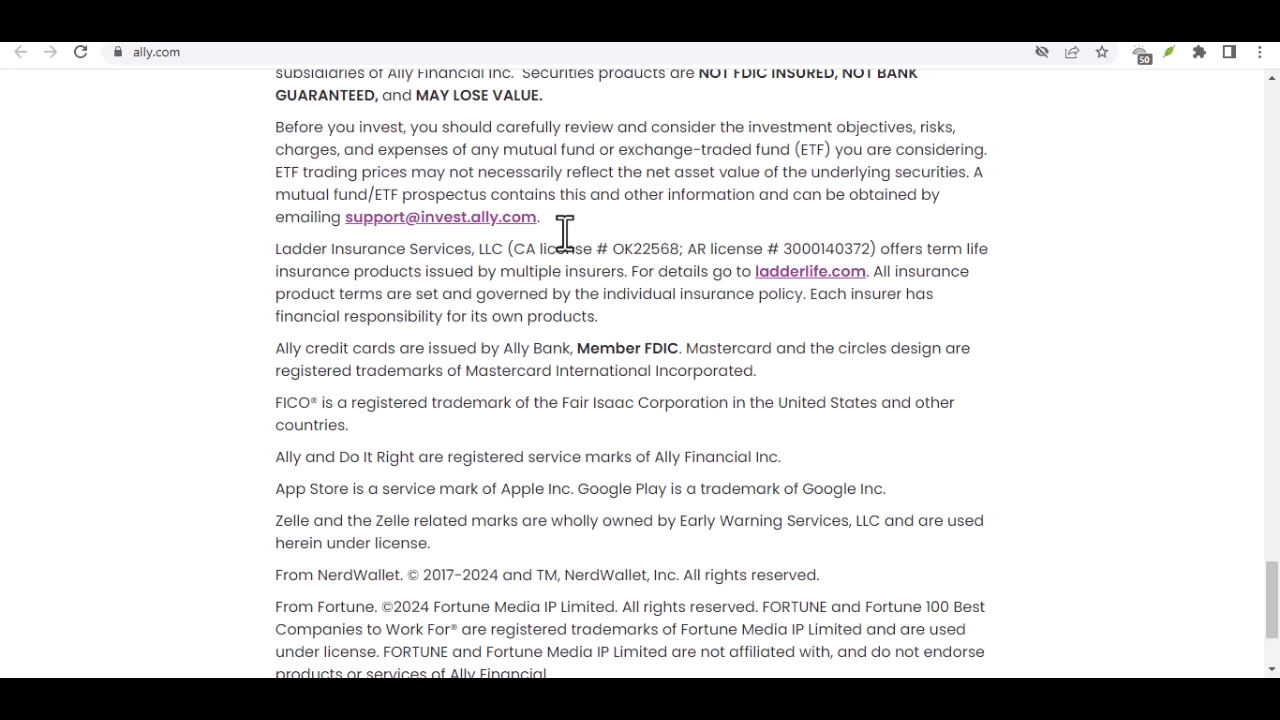 ally.com
50
subsidiaries of Ally Financial Inc. Securities products are NOT FDIC INSURED, NOT BANK
GUARANTEED, and MAY LOSE VALUE.
Before you invest, you should carefully review and consider the investment objectives, risks,
charges, and expenses of any mutual fund or exchange-traded fund (ETF) you are considering.
ETF trading prices may not necessarily reflect the net asset value of the underlying securities. A
mutual fund/ETF prospectus contains this and other information and can be obtained by
emailing support@invest.ally.com.
Ladder Insurance Services, LLC (CA license # OK22568; AR license # 3000140372) offers term life
insurance products issued by multiple insurers. For details go to ladderlife.com. All insurance
product terms are set and governed by the individual insurance policy. Each insurer has
financial responsibility for its own products.
Ally credit cards are issued by Ally Bank, Member FDIC. Mastercard and the circles design are
registered trademarks of Mastercard International Incorporated.
FICO® is a registered trademark of the Fair Isaac Corporation in the United States and other
countries.
Ally and Do It Right are registered service marks of Ally Financial Inc.
App Store is a service mark of Apple Inc. Google Play is a trademark of Google Inc.
Zelle and the Zelle related marks are wholly owned by Early Warning Services, LLC and are used
herein under license.
From NerdWallet. © 2017-2024 and TM, NerdWallet, Inc. All rights reserved.
From Fortune. ©2024 Fortune Media IP Limited. All rights reserved. FORTUNE and Fortune 100 Best
Companies to Work For® are registered trademarks of Fortune Media IP Limited and are used
under license. FORTUNE and Fortune Media IP Limited are not affiliated with, and do not endorse
products or services of Ally Financial